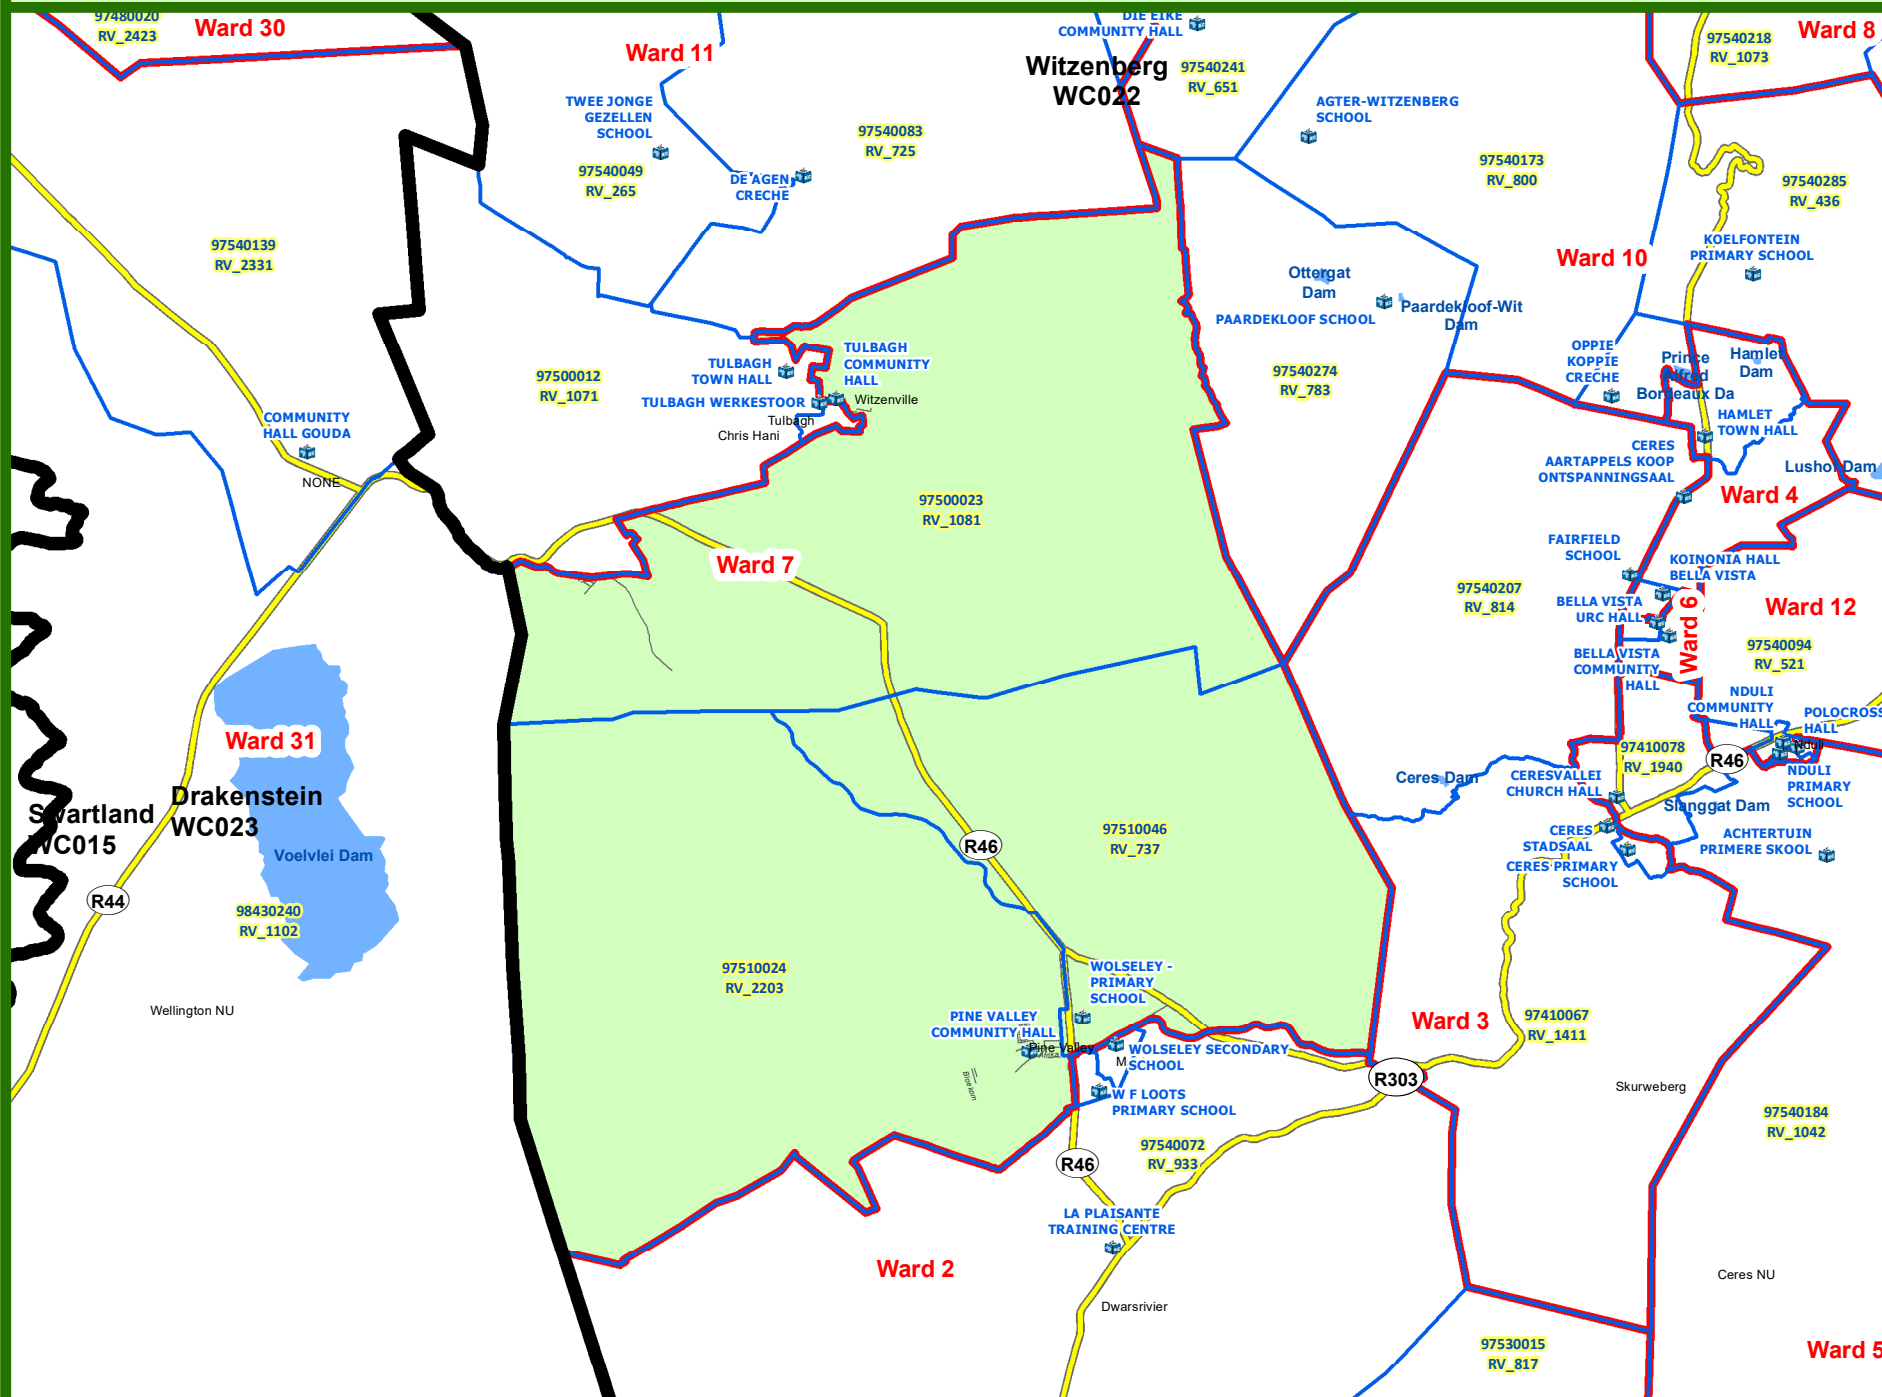 97480020
RV_2423
Ward 30
Ward 11
DIE EIKE
COMMUNITY HALL
Witzenberg
WC022
97540241
RV_651
97540218
RV_1073
Ward 8
TWEE JONGE
GEZELLEN
SCHOOL
97540049
RV_265
DE AGEN
CRECHE
97540083
RV_725
AGTER-WITZENBERG
SCHOOL
97540173
RV_800
97540285
RV_436
97540139
RV_2331
Ward 10
KOELFONTEIN
PRIMARY SCHOOL
Ottergat
Dam
PAARDEKLOOF SCHOOL
Paardekloof-Wit
Dam
97500012
RV_1071
TULBAGH
TOWN HALL
TULBAGH
COMMUNITY
HALL
TULBAGH WERKESTOOR
Witzenville
Tulbagh
Chris Hani
97540274
RV_783
OPPIE
KOPPIE
CRECHE
Prince
Alfred
Hamlet
Dam
Bordeaux Da
HAMLET
TOWN HALL
COMMUNITY
HALL GOUDA
NONE
CERES
AARTAPPELS KOOP
ONTSPANNINGSAAL
Lushof Dam
Ward 4
97500023
RV_1081
Ward 7
FAIRFIELD
SCHOOL
KOINONIA HALL
BELLA VISTA
97540207
RV_814
BELLA VISTA
URC HALL
Ward 6
Ward 12
97540094
RV_521
BELLA VISTA
COMMUNITY
HALL
NDULI
COMMUNITY
HALL
POLOCROSS
HALL
Nduli
Ward 31
97410078
RV_1940
R46
Ceres Dam
CERESVALLEI
CHURCH HALL
NDULI
PRIMARY
SCHOOL
Slanggat Dam
Swartland
WC015
Drakenstein
WC023
Voelvlei Dam
R46
97510046
RV_737
CERES
STADSAAL
ACHTERTUIN
PRIMERE SKOOL
CERES PRIMARY
SCHOOL
R44
98430240
RV_1102
97510024
RV_2203
WOLSELEY -
PRIMARY
SCHOOL
Wellington NU
PINE VALLEY
COMMUNITY HALL
Pine Valley
WOLSELEY SECONDARY
SCHOOL
Ward 3
97410067
RV_1411
R303
W F LOOTS
PRIMARY SCHOOL
Skurweberg
97540184
RV_1042
97540072
RV_933
R46
LA PLAISANTE
TRAINING CENTRE
Ward 2
Ceres NU
Dwarsrivier
97530015
RV_817
Ward 5